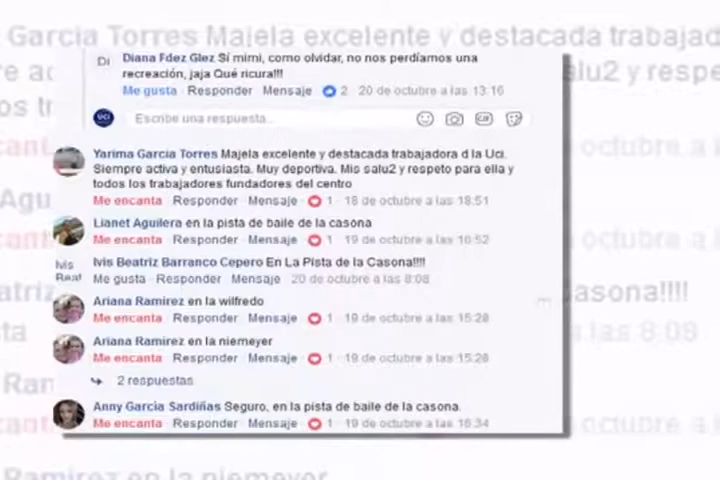 Garcia Torres Majela excelente y destacada trabajad
Diana Fdez Glez Sí mimi, como olvidar, no nos perdíamos una
recreación, jaja Qué ricura!!!
Me gusta · Responder · Mensaje · 2 · 20 de octubre a las 13:16
Escribe una respuesta...
Yarima García Torres Majela excelente y destacada trabajadora d la Uci.
Siempre activa y entusiasta. Muy deportiva. Mis salu2 y respeto para ella y
todos los trabajadores fundadores del centro
Me encanta · Responder · Mensaje · 1 · 18 de octubre a las 18:51
Lianet Aguilera en la pista de baile de la casona
Me encanta · Responder · Mensaje · 1 · 19 de octubre a las 16:52
Ivis Beatriz Barranco Cepero En La Pista de la Casona!!!!
Me gusta · Responder · Mensaje · 20 de octubre a las 8:08
Ariana Ramirez en la wilfredo
Me encanta · Responder · Mensaje · 1 · 19 de octubre a las 15:28
Ariana Ramirez en la niemeyer
Me encanta · Responder · Mensaje · 1 · 19 de octubre a las 15:28
2 respuestas
Anny Garcia Sardiñas Seguro, en la pista de baile de la casona.
Me encanta · Responder · Mensaje · 1 · 19 de octubre a las 16:34
Ramirez en la niemeyer